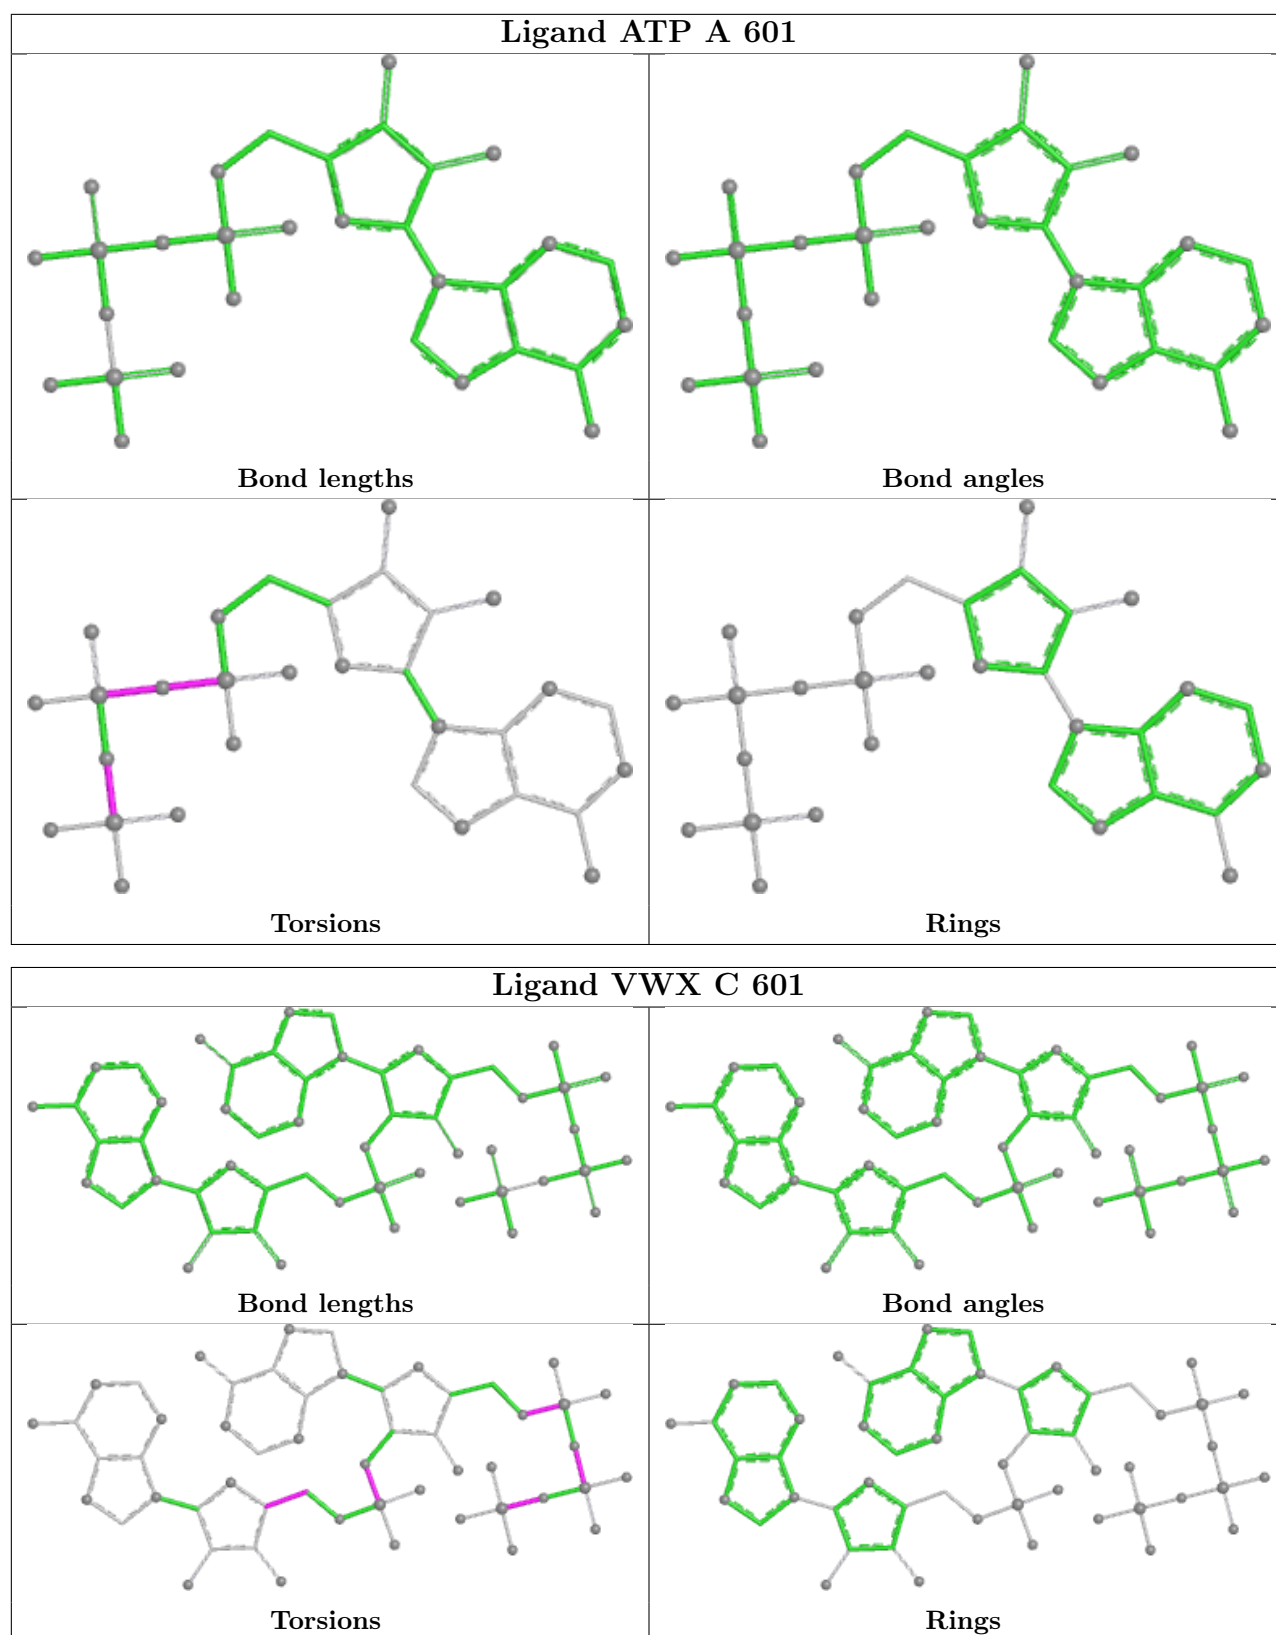 Ligand ATP A 601
Bond lengths
Bond angles
Torsions
Rings
Ligand VWX C 601
Bond lengths
Bond angles
Torsions
Rings